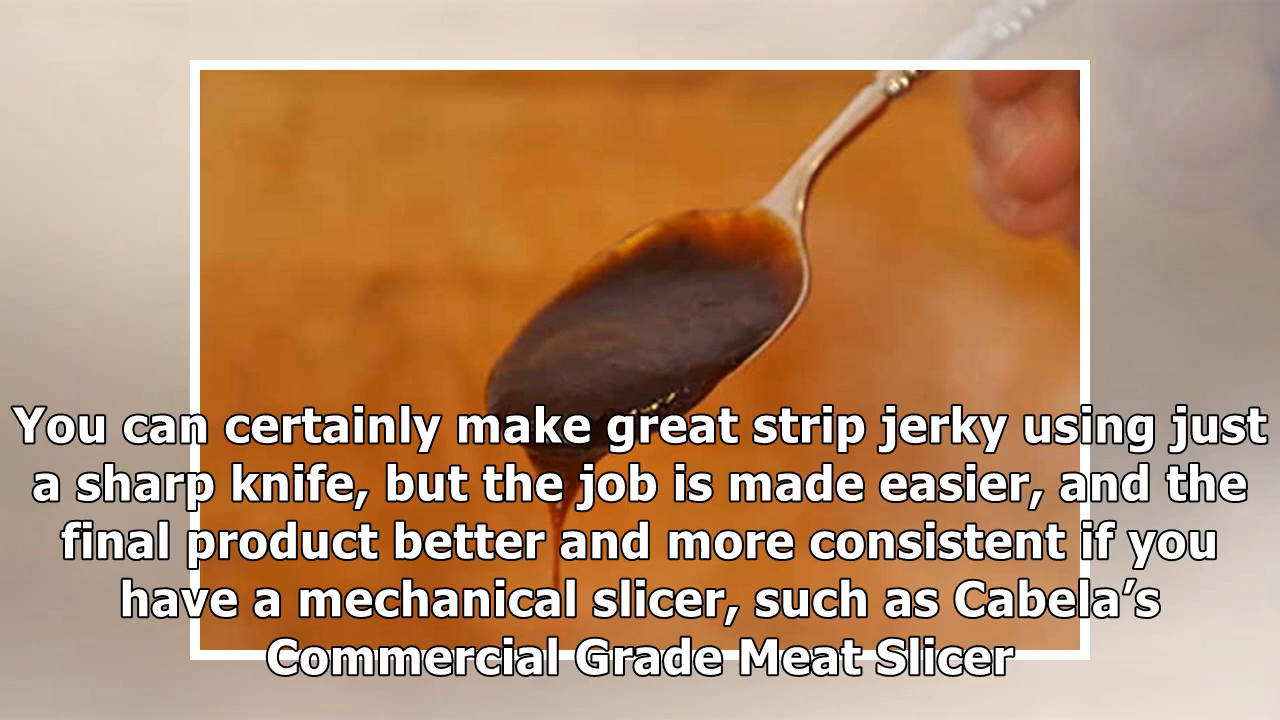 You can certainly make great strip jerky using just
a sharp knife, but the job is made easier, and the
final product better and more consistent if you
have a mechanical slicer, such as Cabela’s
Commercial Grade Meat Slicer